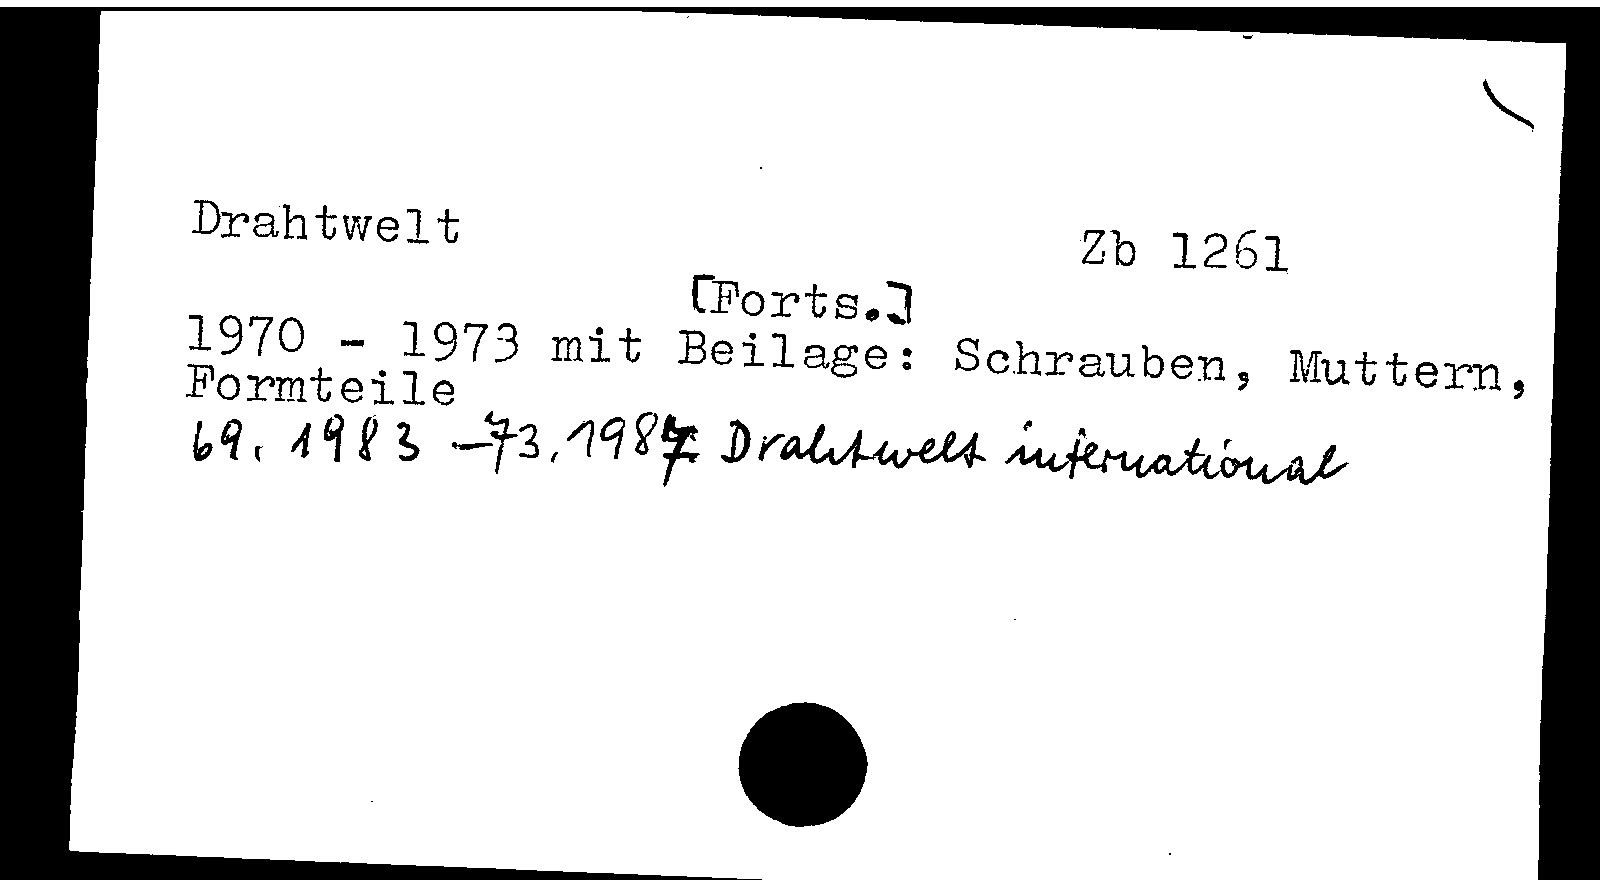 Drahtwelt
Zb 1261
[Forts.]
1970 - 1973 mit Beilage: Schrauben, Muttern,
Formteile
69. 1983 - 73. 1987: Drahtwelt international